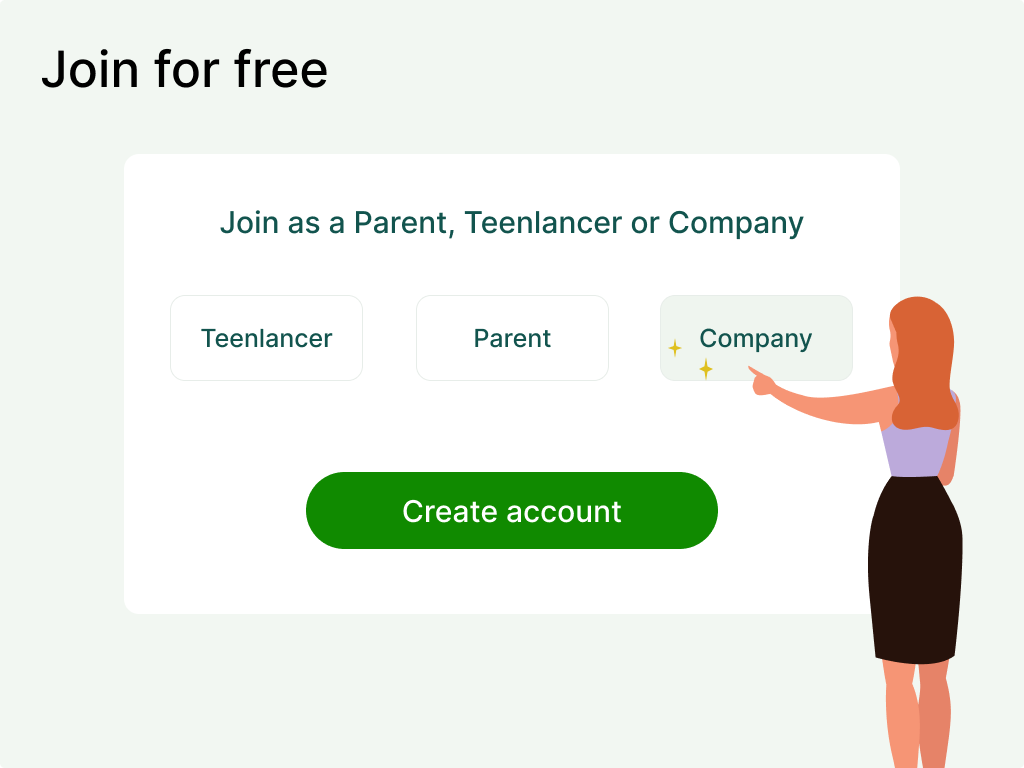 Join for free
Join as a Parent, Teenlancer or Company
Teenlancer
Parent
Company
Create account